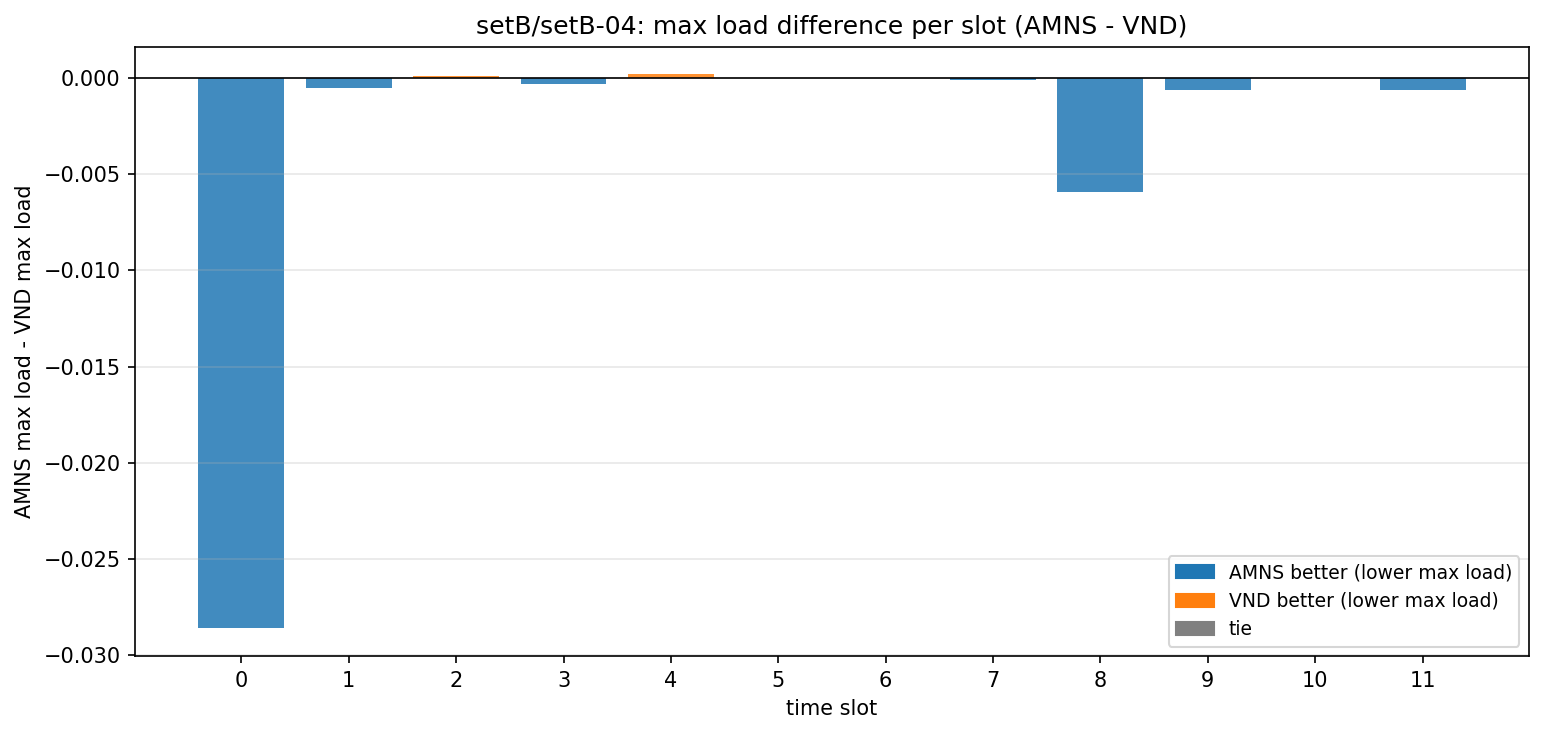 setB/setB-04: max load difference per slot (AMNS - VND)
AMNS max load - VND max load
0.000
−0.005
−0.010
−0.015
−0.020
−0.025
−0.030
0 1 2 3 4 5 6 7 8 9 10 11
time slot
AMNS better (lower max load)
VND better (lower max load)
tie